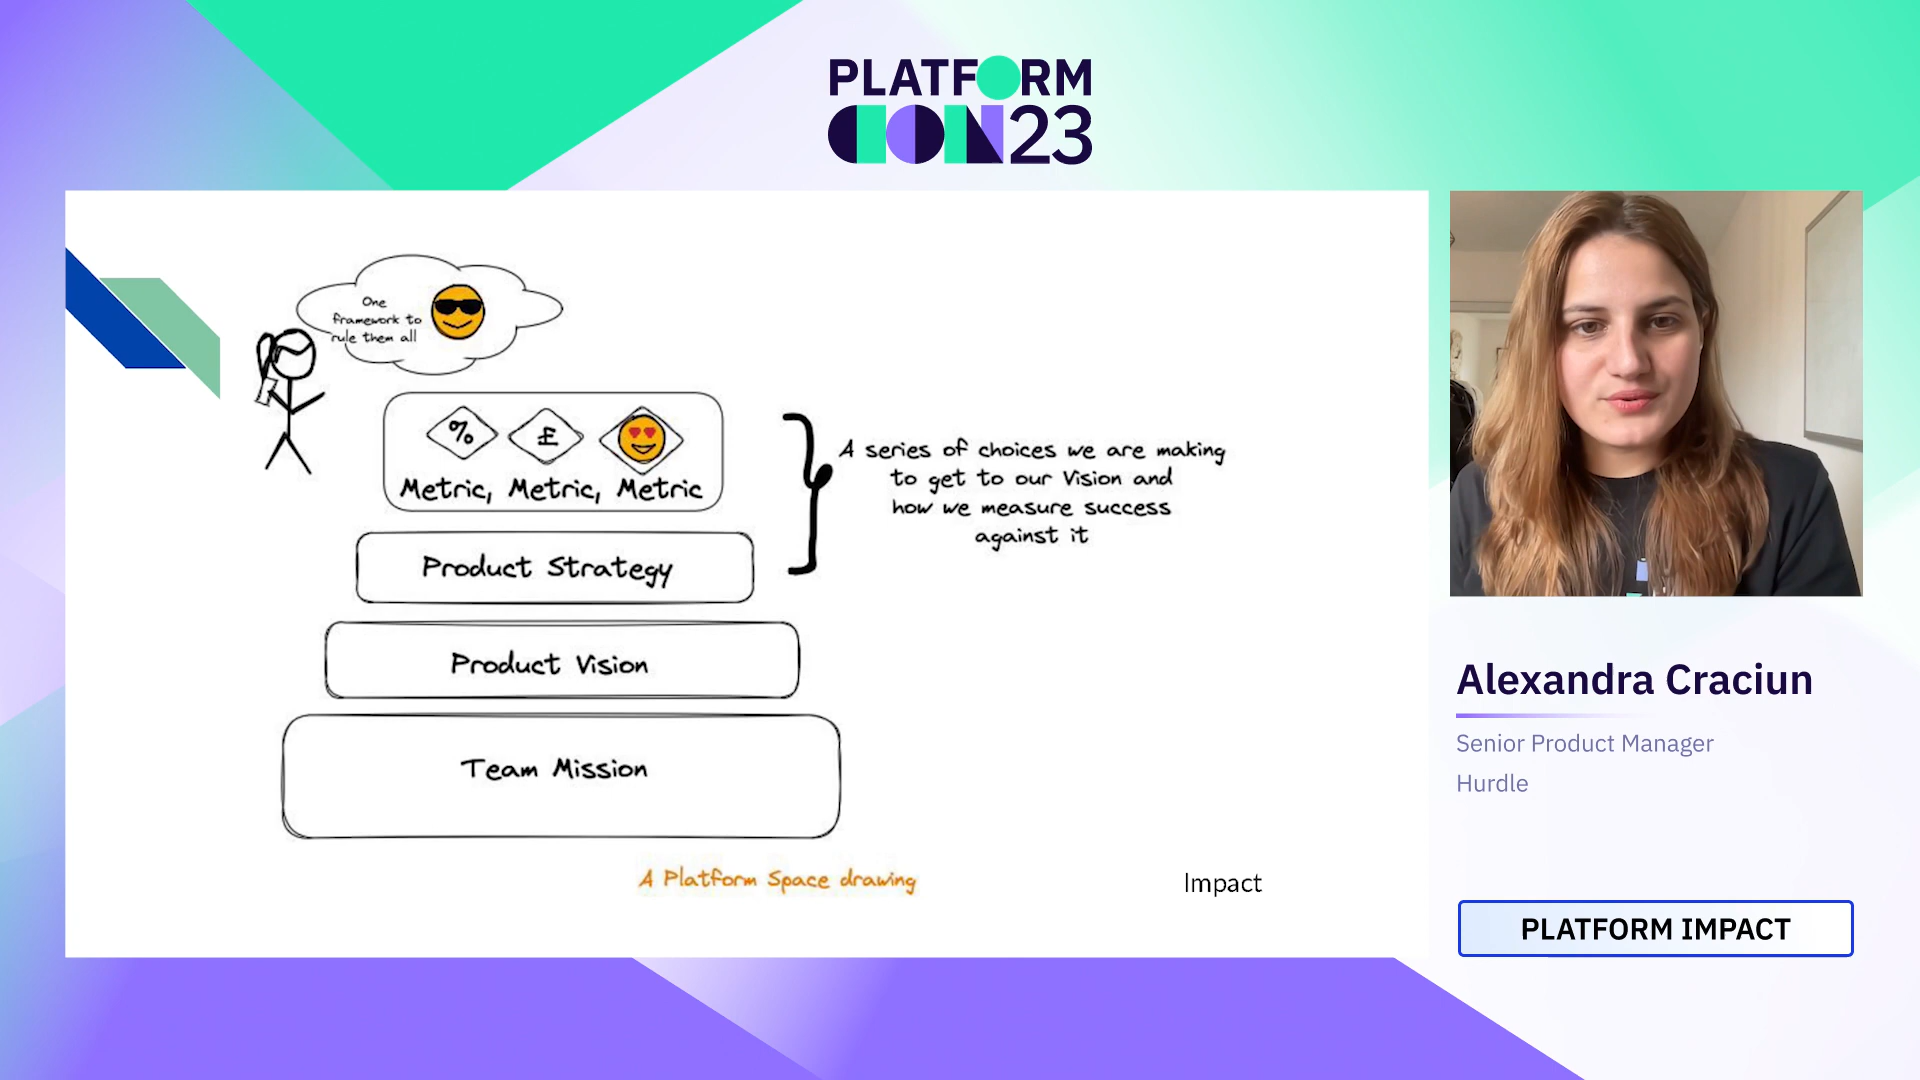 PLATFORM
CON23
One
framework to
rule them all
% £
Metric, Metric, Metric
A series of choices we are making
to get to our Vision and
how we measure success
against it
Product Strategy
Product Vision
Team Mission
A Platform Space drawing
Impact
Alexandra Craciun
Senior Product Manager
Hurdle
PLATFORM IMPACT